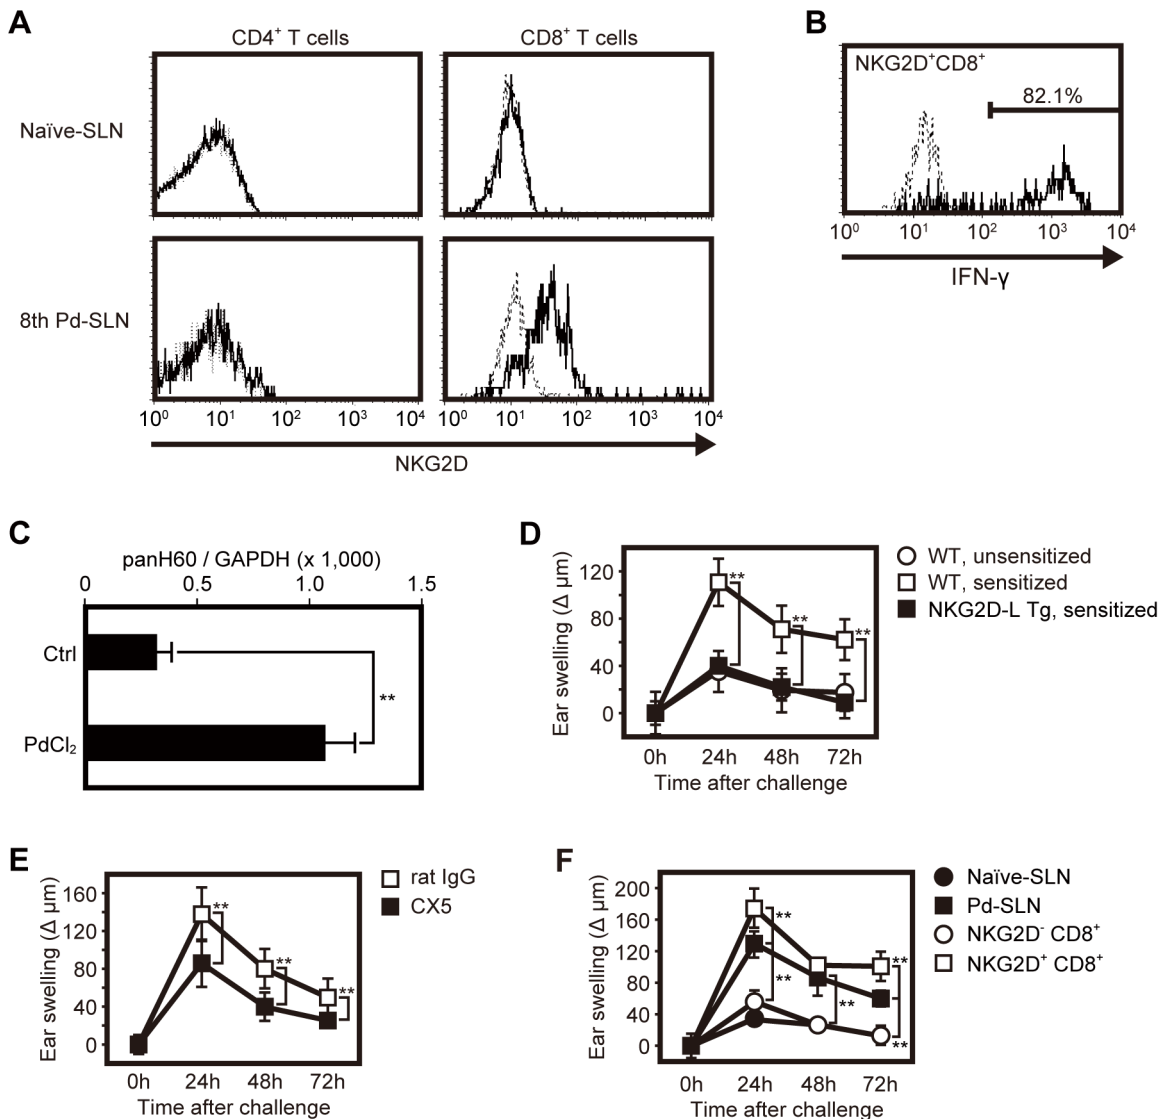 A
CD4⁺ T cells
CD8⁺ T cells
Naïve-SLN
8th Pd-SLN
10⁰ 10¹ 10² 10³ 10⁴
10⁰ 10¹ 10² 10³ 10⁴
NKG2D
B
NKG2D⁺CD8⁺
82.1%
10⁰ 10¹ 10² 10³ 10⁴
IFN-γ
C
panH60 / GAPDH (x 1,000)
0 0.5 1.0 1.5
Ctrl
PdCl₂
**
D
Ear swelling (Δ μm)
120
80
40
0
** ** **
0h 24h 48h 72h
Time after challenge
WT, unsensitized
WT, sensitized
NKG2D-L Tg, sensitized
E
Ear swelling (Δ μm)
160
120
80
40
0
** ** **
0h 24h 48h 72h
Time after challenge
rat IgG
CX5
F
Ear swelling (Δ μm)
200
160
120
80
40
0
** **
** **
**
0h 24h 48h 72h
Time after challenge
Naïve-SLN
Pd-SLN
NKG2D⁻ CD8⁺
NKG2D⁺ CD8⁺